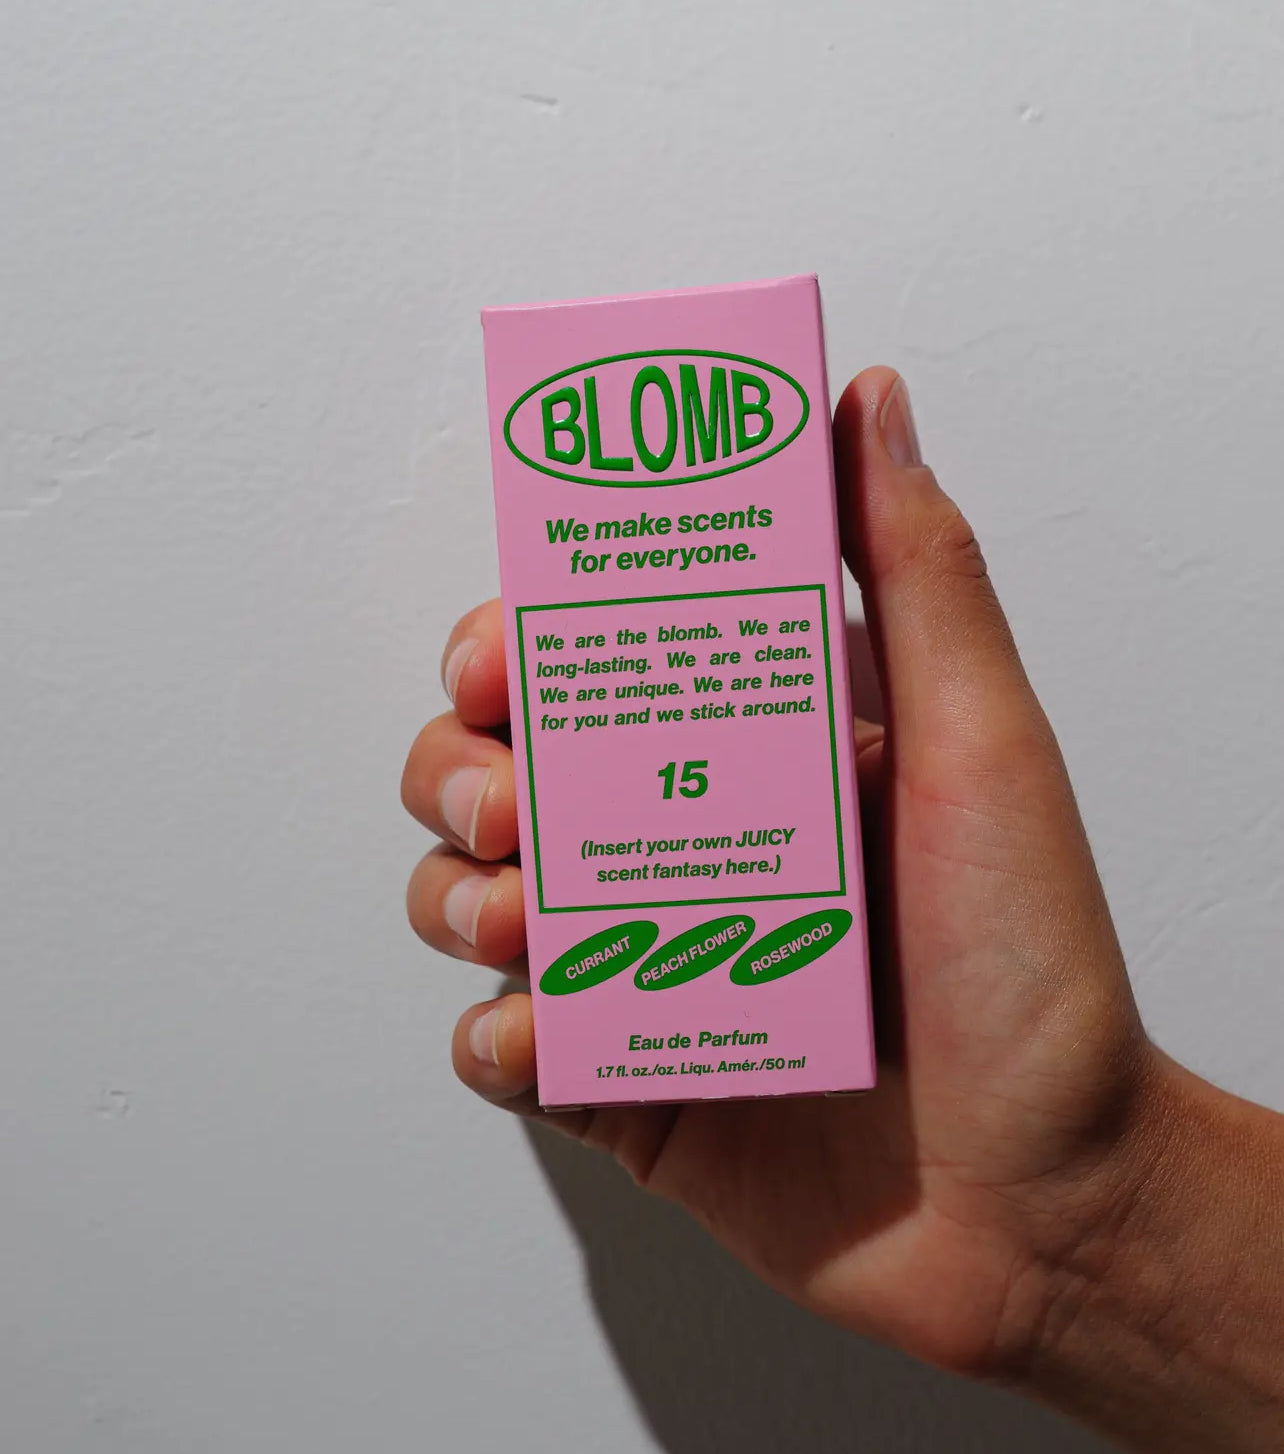 BLOMB
We make scents
for everyone.
We are the blomb. We are
long-lasting. We are clean.
We are unique. We are here
for you and we stick around.
15
(Insert your own JUICY
scent fantasy here.)
CURRANT
PEACH FLOWER
ROSEWOOD
Eau de Parfum
1.7 fl. oz./oz. Liqu. Amér./50 ml